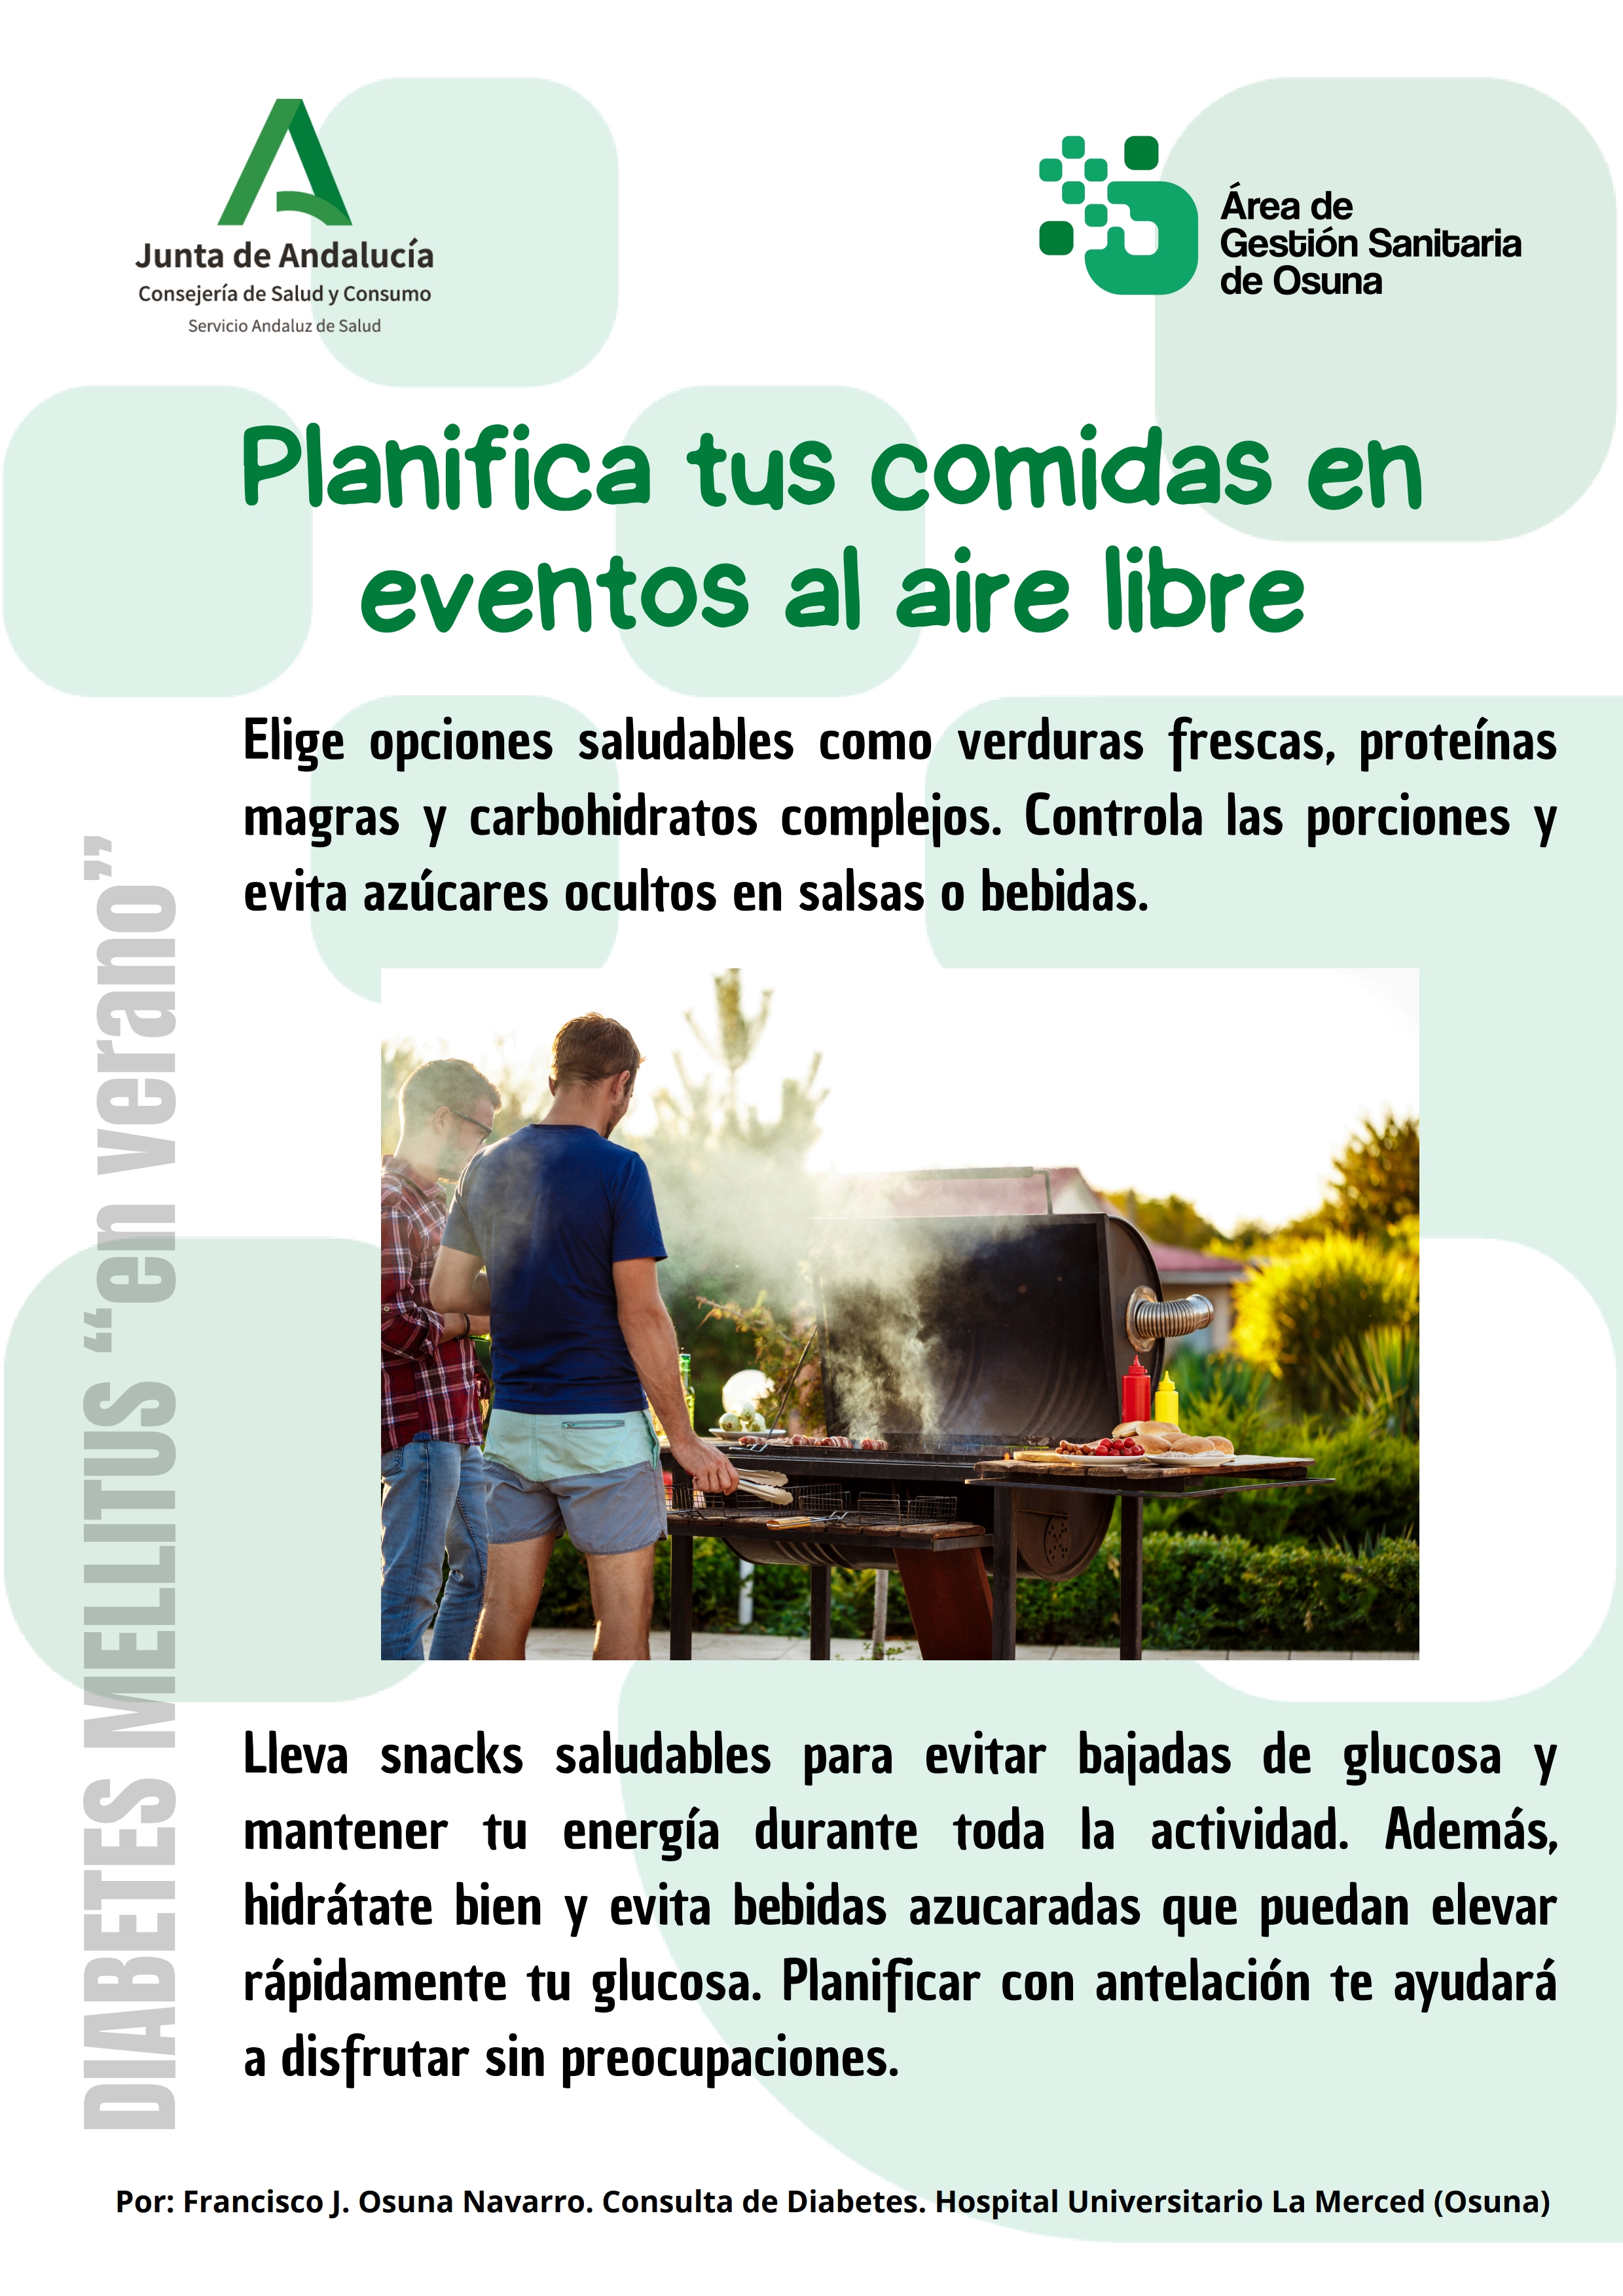 Junta de Andalucía
Consejería de Salud y Consumo
Servicio Andaluz de Salud
Área de
Gestión Sanitaria
de Osuna
Planifica tus comidas en
eventos al aire libre
Elige opciones saludables como verduras frescas, proteínas
magras y carbohidratos complejos. Controla las porciones y
evita azúcares ocultos en salsas o bebidas.
DIABETES MELLITUS “en verano”
Lleva snacks saludables para evitar bajadas de glucosa y
mantener tu energía durante toda la actividad. Además,
hidrátate bien y evita bebidas azucaradas que puedan elevar
rápidamente tu glucosa. Planificar con antelación te ayudará
a disfrutar sin preocupaciones.
Por: Francisco J. Osuna Navarro. Consulta de Diabetes. Hospital Universitario La Merced (Osuna)